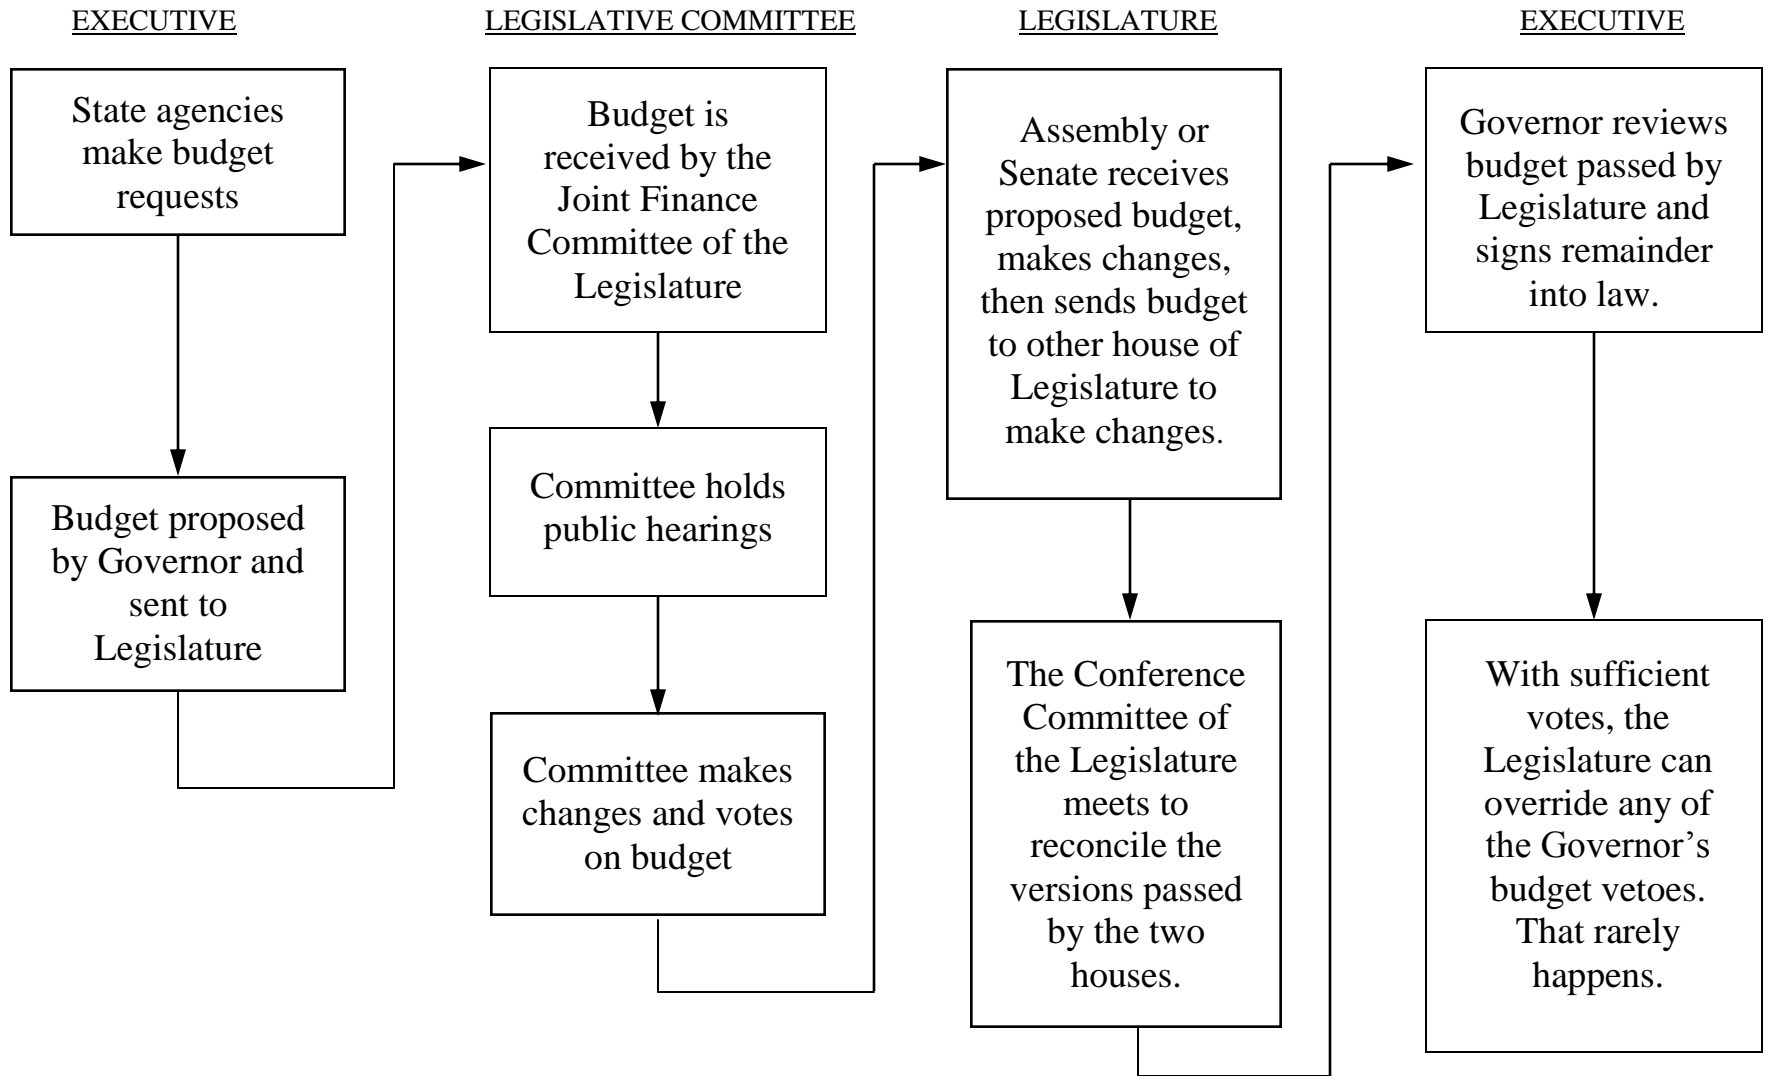 EXECUTIVE
State agencies
make budget
requests
Budget proposed
by Governor and
sent to
Legislature
LEGISLATIVE COMMITTEE
Budget is
received by the
Joint Finance
Committee of the
Legislature
Committee holds
public hearings
Committee makes
changes and votes
on budget
LEGISLATURE
Assembly or
Senate receives
proposed budget,
makes changes,
then sends budget
to other house of
Legislature to
make changes.
The Conference
Committee of
the Legislature
meets to
reconcile the
versions passed
by the two
houses.
EXECUTIVE
Governor reviews
budget passed by
Legislature and
signs remainder
into law.
With sufficient
votes, the
Legislature can
override any of
the Governor’s
budget vetoes.
That rarely
happens.